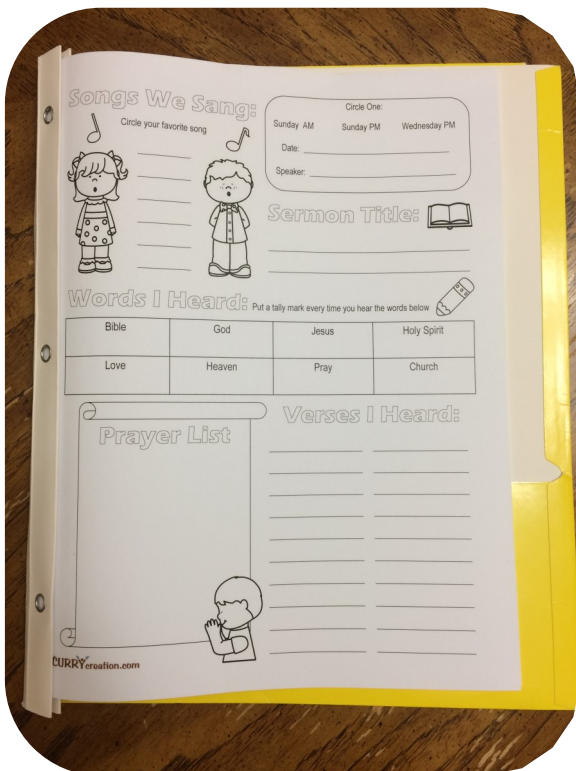 Songs We Sang:
Circle your favorite song
Circle One:
Sunday AM Sunday PM Wednesday PM
Date:
Speaker:
Sermon Title:
Words I Heard: Put a tally mark every time you hear the words below
Bible God Jesus Holy Spirit
Love Heaven Pray Church
Prayer List
Verses I Heard:
CURRYcreation.com